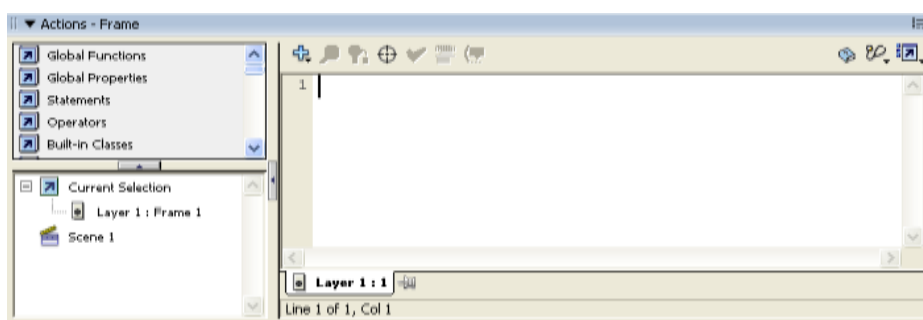 Actions - Frame
Global Functions
Global Properties
Statements
Operators
Built-in Classes
Current Selection
Layer 1 : Frame 1
Scene 1
1
Layer 1 : 1
Line 1 of 1, Col 1